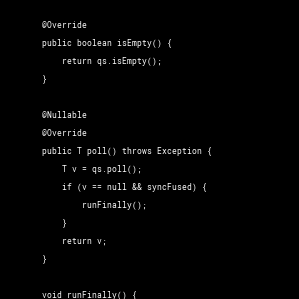 @Override
public boolean isEmpty() {
return qs.isEmpty();
}
@Nullable
@Override
public T poll() throws Exception {
T v = qs.poll();
if (v == null && syncFused) {
runFinally();
}
return v;
}
void runFinally() {